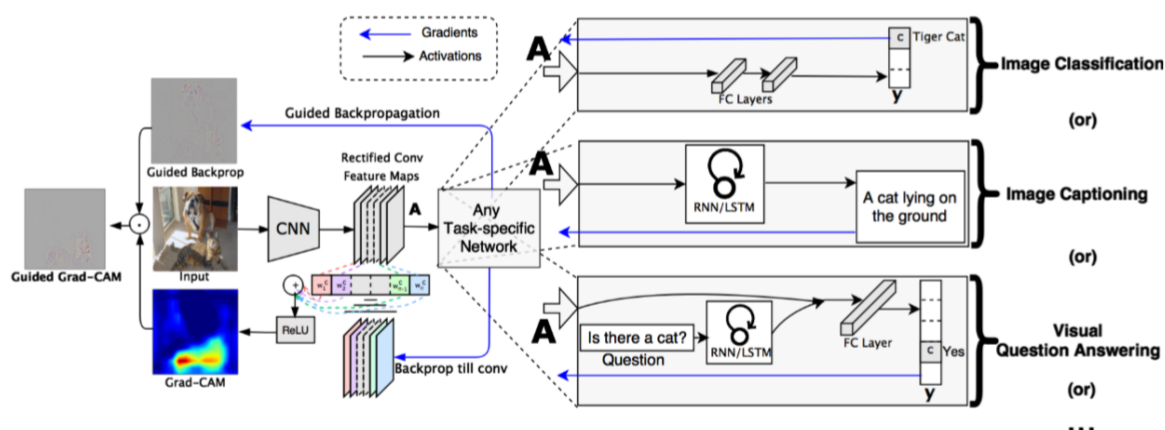 Gradients
Activations
Guided Backpropagation
Guided Backprop
Rectified Conv
Feature Maps
A
CNN
Any
Task-specific
Network
Input
Guided Grad-CAM
ReLU
Grad-CAM
Backprop till conv
A
FC Layers
c
Tiger Cat
y
Image Classification
(or)
A
RNN/LSTM
A cat lying on
the ground
Image Captioning
(or)
A
Is there a cat?
Question
RNN/LSTM
FC Layer
c
Yes
y
Visual
Question Answering
(or)
...